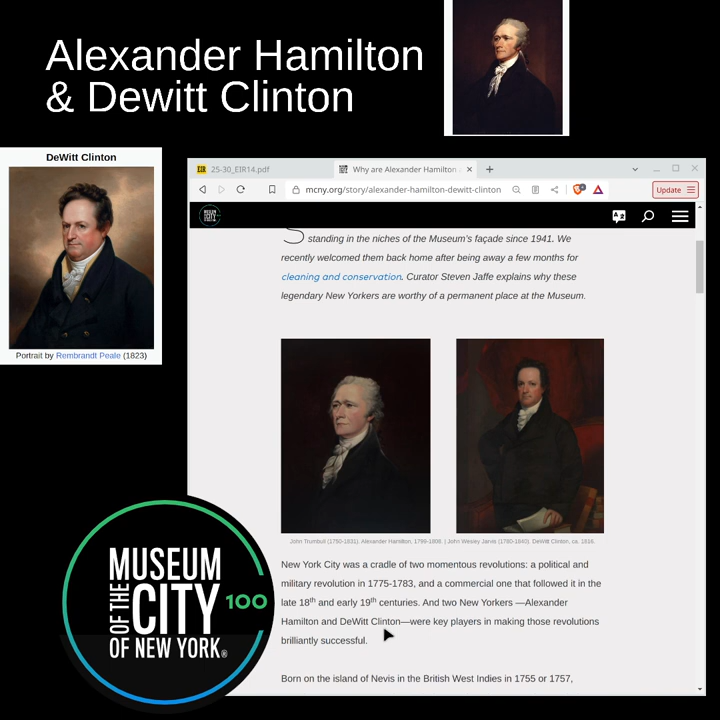 Alexander Hamilton
& Dewitt Clinton
DeWitt Clinton
Portrait by Rembrandt Peale (1823)
EIR 25-30_EIR14.pdf
Why are Alexander Hamilton
mcny.org/story/alexander-hamilton-dewitt-clinton
Update
MUSEUM
CITY
S standing in the niches of the Museum's façade since 1941. We
recently welcomed them back home after being away a few months for
cleaning and conservation. Curator Steven Jaffe explains why these
legendary New Yorkers are worthy of a permanent place at the Museum.
John Trumbull (1750-1831). Alexander Hamilton, 1799-1806. | John Wesley Jarvis (1780-1840). DeWitt Clinton, ca. 1816.
New York City was a cradle of two momentous revolutions: a political and
military revolution in 1775-1783, and a commercial one that followed it in the
late 18th and early 19th centuries. And two New Yorkers —Alexander
Hamilton and DeWitt Clinton—were key players in making those revolutions
brilliantly successful.
Born on the island of Nevis in the British West Indies in 1755 or 1757,
MUSEUM
OF THE CITY
OF NEW YORK®
100